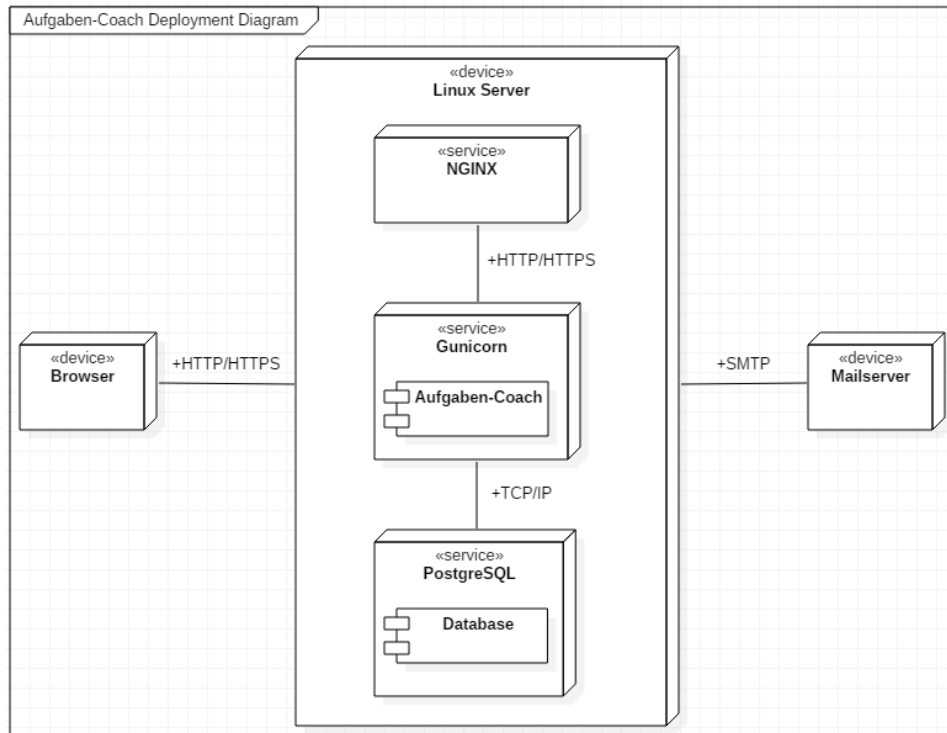 Aufgaben-Coach Deployment Diagram
«device»
Linux Server
«service»
NGINX
+HTTP/HTTPS
«service»
Gunicorn
Aufgaben-Coach
«device»
Browser
+HTTP/HTTPS
+SMTP
«device»
Mailserver
+TCP/IP
«service»
PostgreSQL
Database